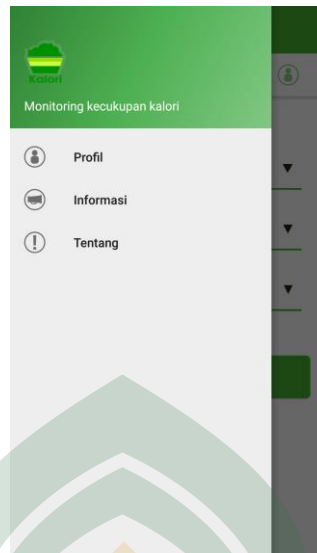 Kalori
Monitoring kecukupan kalori
Profil
Informasi
Tentang